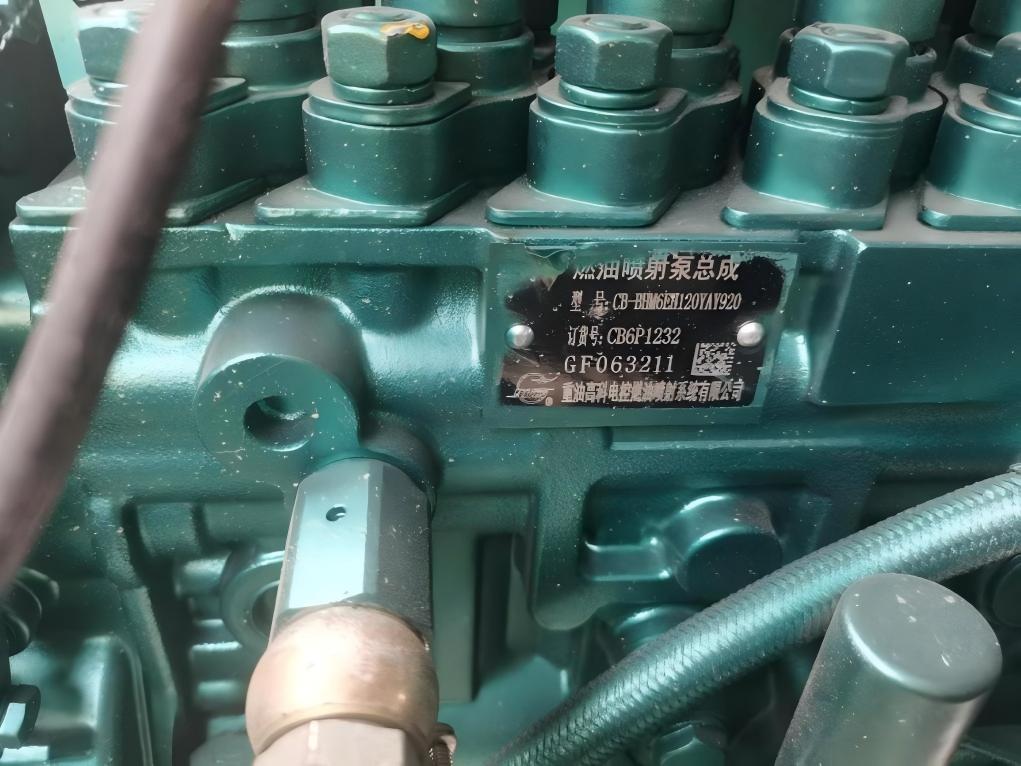 燃油喷射泵总成
型 号: CB-BHM6EH120YAY920
订货号: CB6P1232
GF063211
重油高科电控燃油喷射系统有限公司